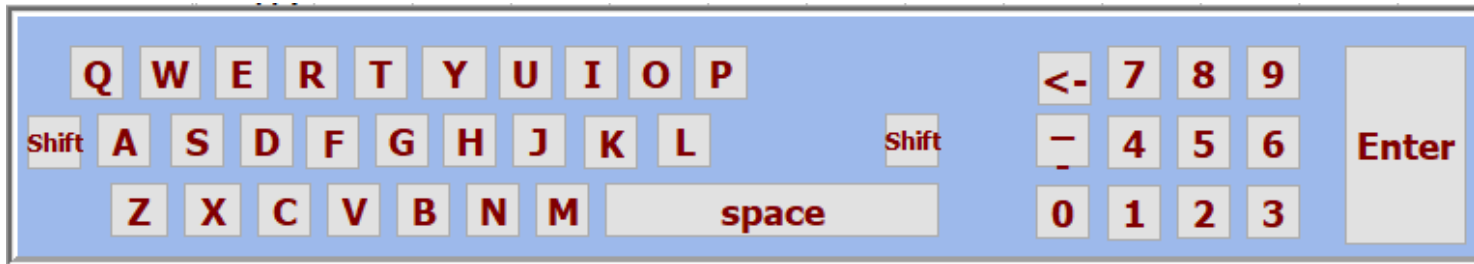 Q W E R T Y U I O P <- 7 8 9
Shift A S D F G H J K L Shift _ - 4 5 6 Enter
Z X C V B N M space 0 1 2 3